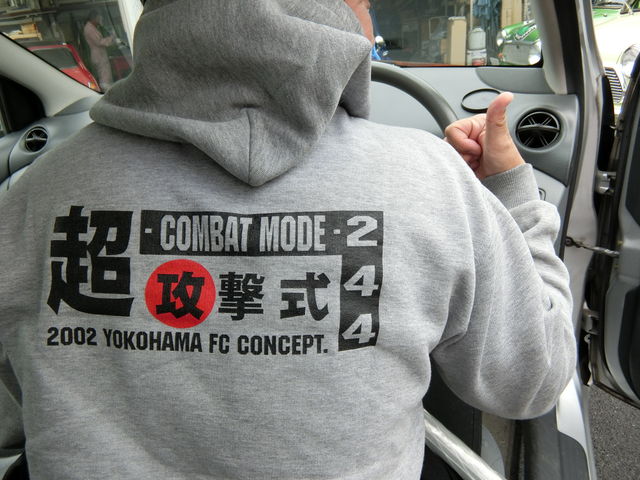 超 - COMBAT MODE - 2
4
4
攻撃式
2002 YOKOHAMA FC CONCEPT.